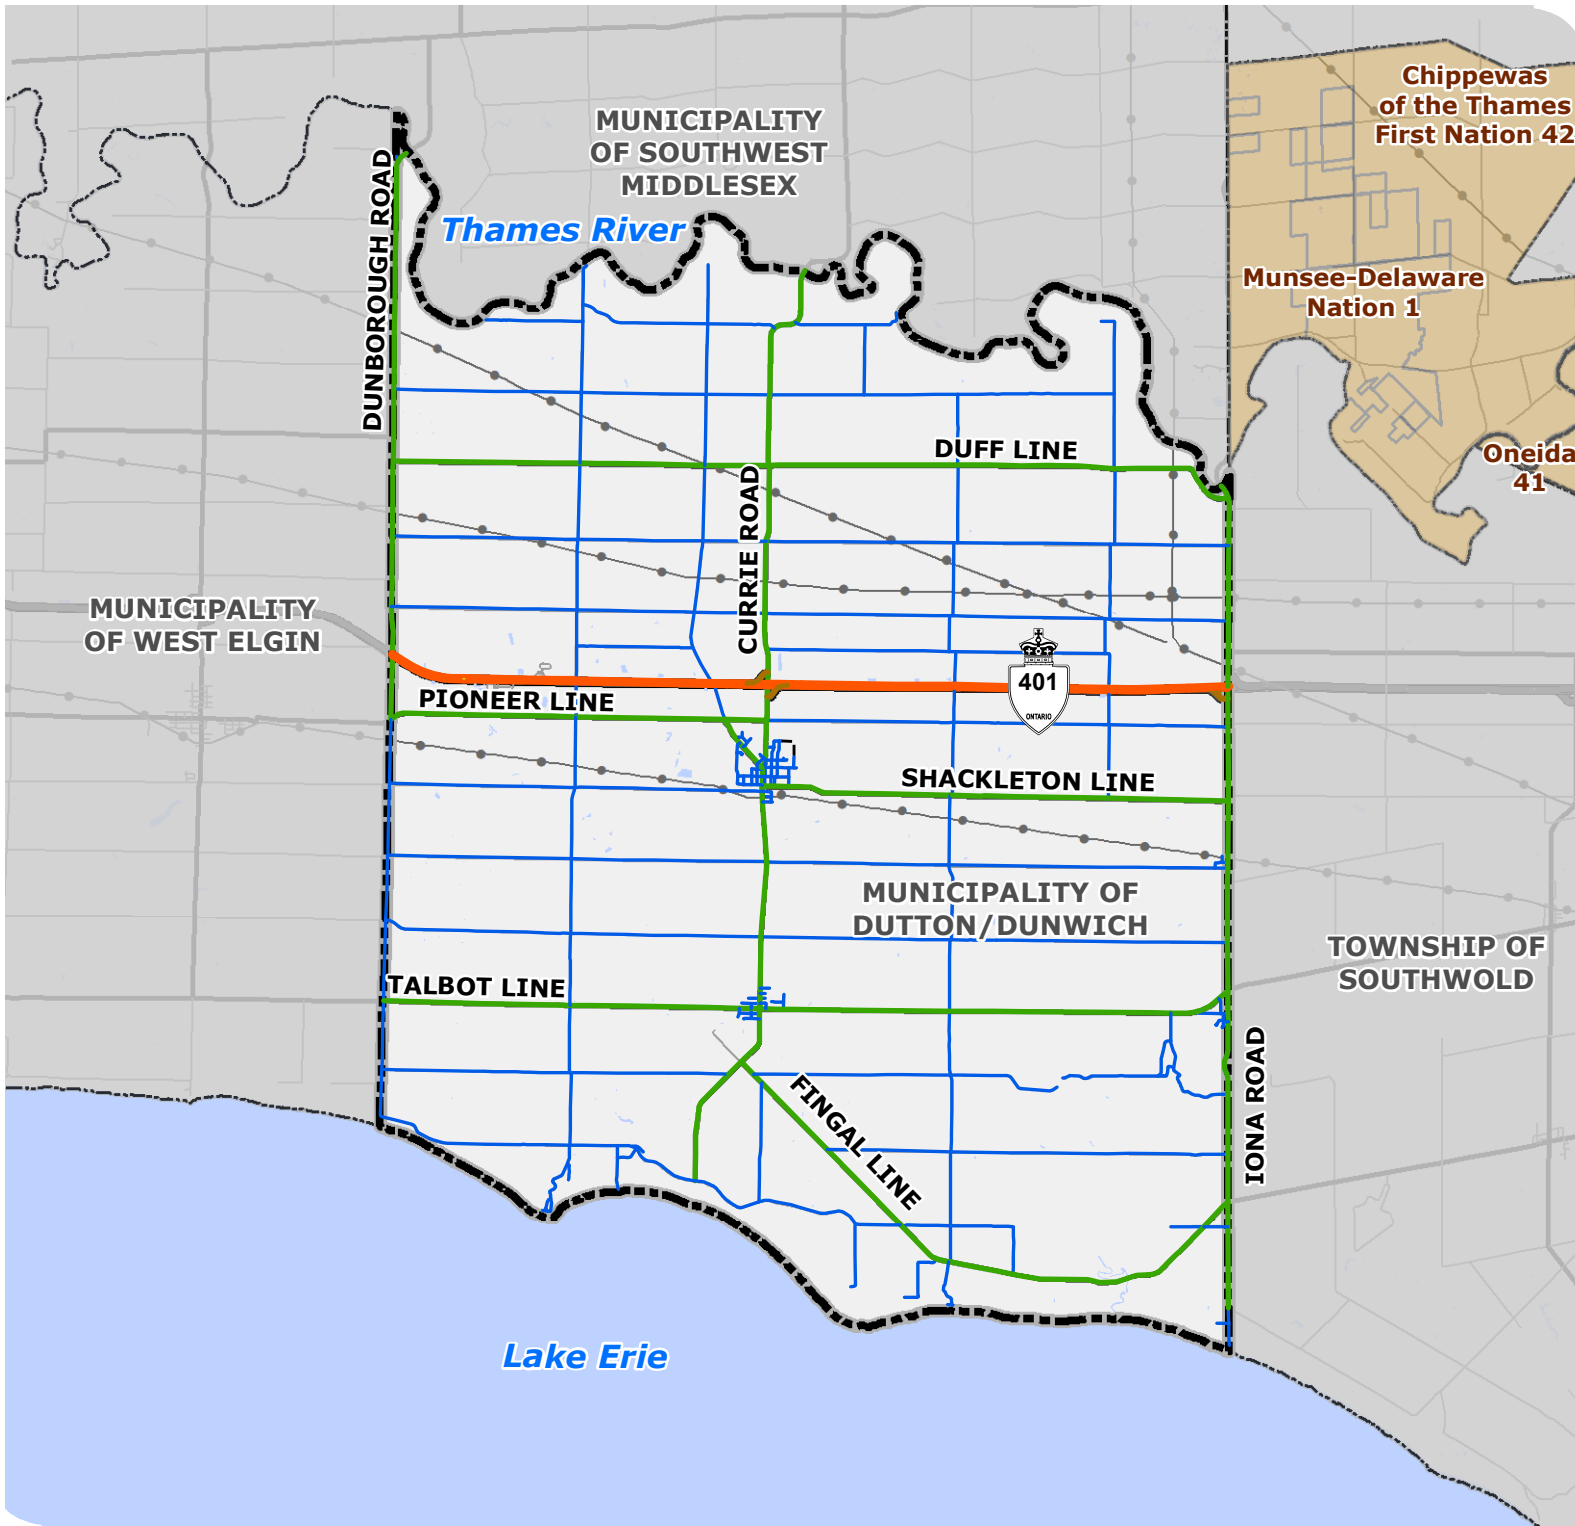 Chippewas
of the Thames
First Nation 42
MUNICIPALITY
OF SOUTHWEST
MIDDLESEX
Thames River
DUNBOROUGH ROAD
Munsee-Delaware
Nation 1
DUFF LINE
Oneida
41
CURRIE ROAD
MUNICIPALITY
OF WEST ELGIN
401
ONTARIO
PIONEER LINE
SHACKLETON LINE
MUNICIPALITY OF
DUTTON/DUNWICH
TOWNSHIP OF
SOUTHWOLD
TALBOT LINE
IONA ROAD
FINGAL LINE
Lake Erie